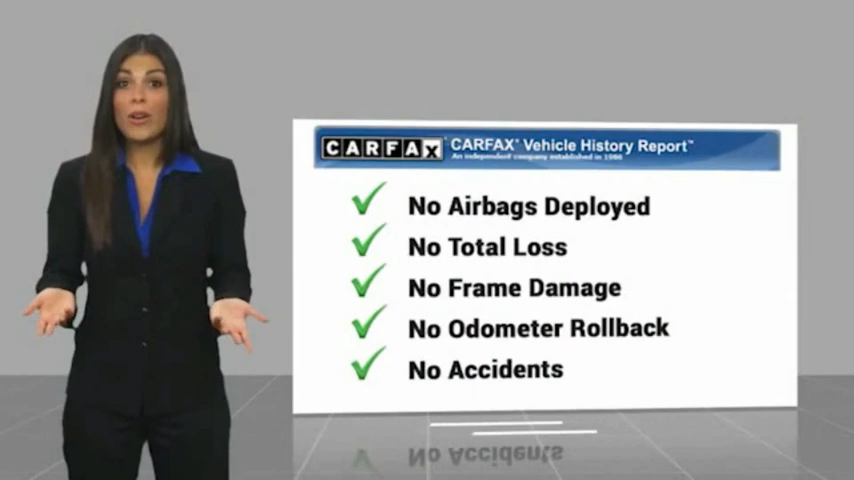 CARFAX CARFAX™ Vehicle History Report™
An independent company established in 1986
No Airbags Deployed
No Total Loss
No Frame Damage
No Odometer Rollback
No Accidents
No Accidents